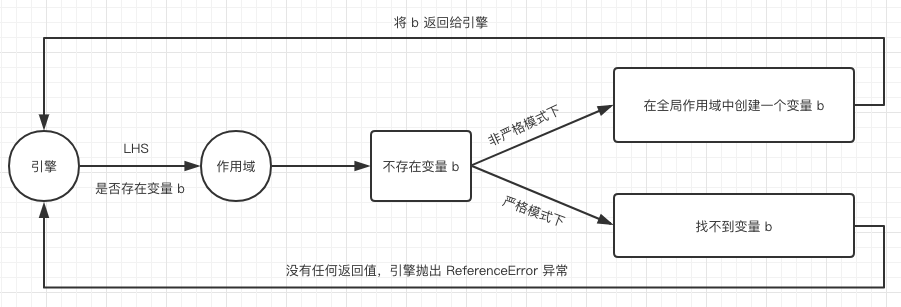 将 b 返回给引擎
引擎
LHS
是否存在变量 b
作用域
不存在变量 b
非严格模式下
在全局作用域中创建一个变量 b
严格模式下
找不到变量 b
没有任何返回值，引擎抛出 ReferenceError 异常